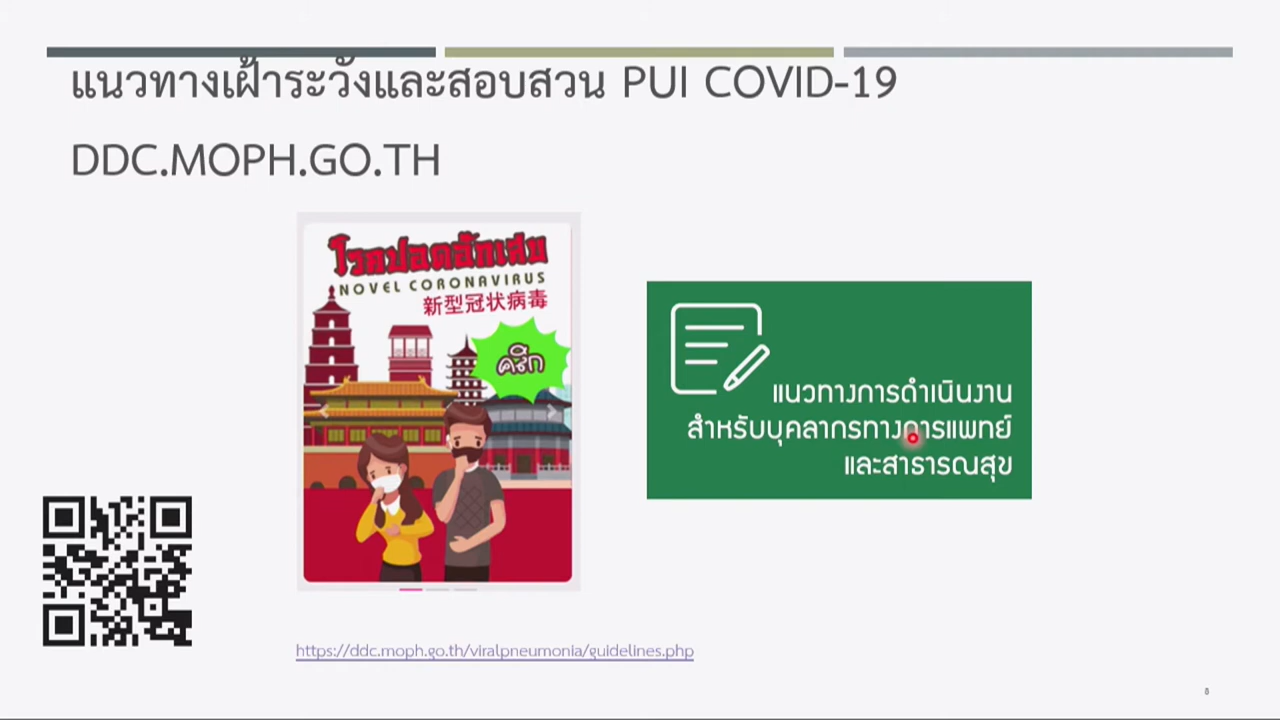 แนวทางเฝ้าระวังและสอบสวน PUI COVID-19
DDC.MOPH.GO.TH
โรคปอดอักเสบ
NOVEL CORONAVIRUS
新型冠状病毒
คลิก
แนวทางการดำเนินงาน
สำหรับบุคลากรทางการแพทย์
และสาธารณสุข
https://ddc.moph.go.th/viralpneumonia/guidelines.php